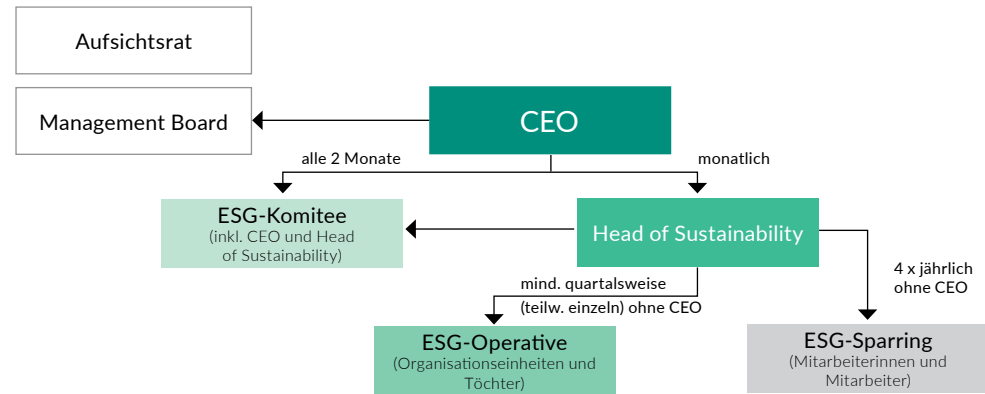 Aufsichtsrat
Management Board
CEO
alle 2 Monate
monatlich
ESG-Komitee
(inkl. CEO und Head
of Sustainability)
Head of Sustainability
4 x jährlich
ohne CEO
mind. quartalsweise
(teilw. einzeln) ohne CEO
ESG-Operative
(Organisationseinheiten und
Töchter)
ESG-Sparring
(Mitarbeiterinnen und
Mitarbeiter)